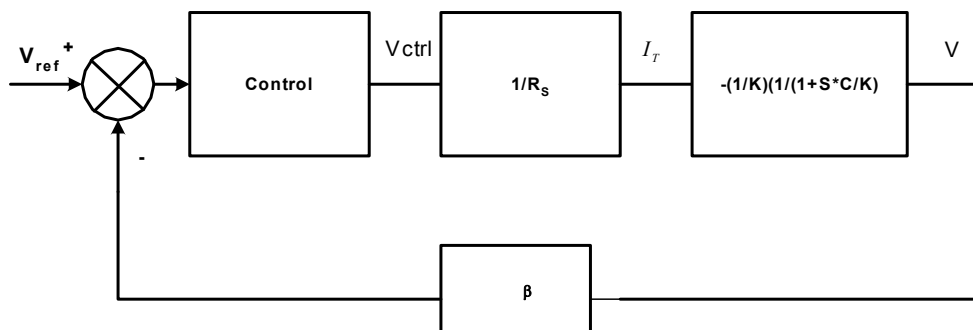 V_ref +
-
Control
Vctrl
1/R_S
I_T
-(1/K)(1/(1+S*C/K)
V
β